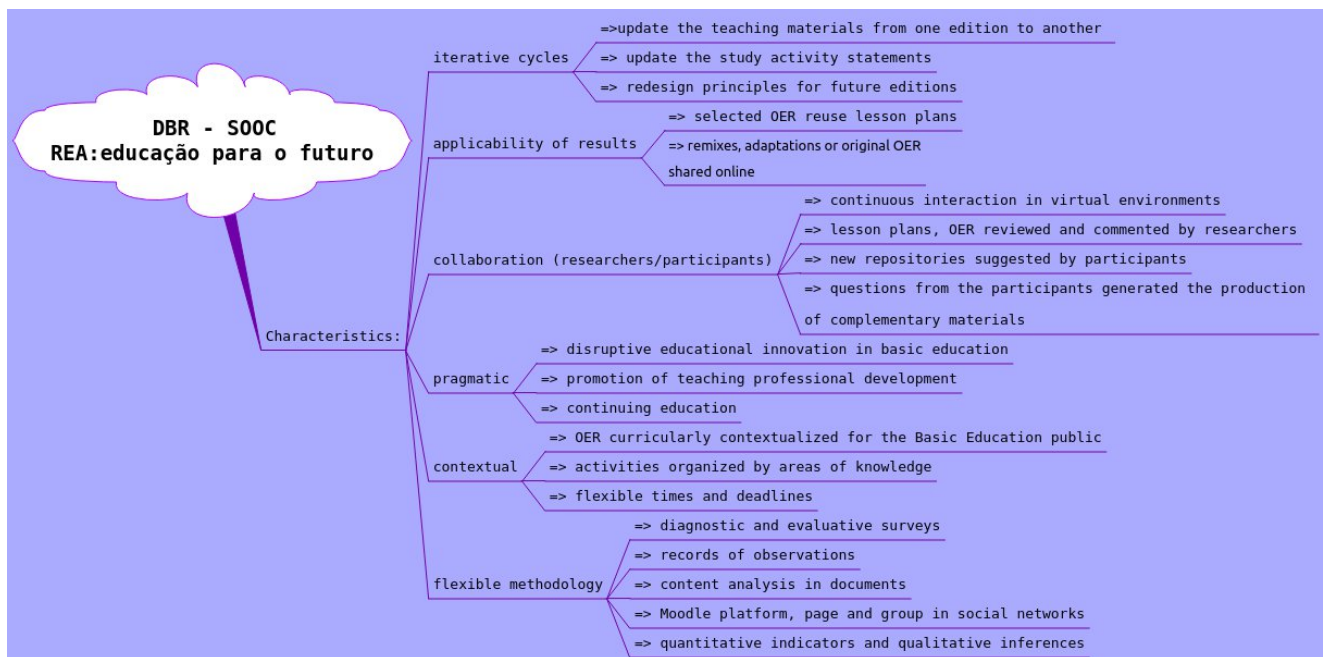 DBR - SOOC
REA:educação para o futuro
Characteristics:
iterative cycles
=>update the teaching materials from one edition to another
=> update the study activity statements
=> redesign principles for future editions
applicability of results
=> selected OER reuse lesson plans
=> remixes, adaptations or original OER
shared online
collaboration (researchers/participants)
=> continuous interaction in virtual environments
=> lesson plans, OER reviewed and commented by researchers
=> new repositories suggested by participants
=> questions from the participants generated the production
of complementary materials
pragmatic
=> disruptive educational innovation in basic education
=> promotion of teaching professional development
=> continuing education
contextual
=> OER curricularly contextualized for the Basic Education public
=> activities organized by areas of knowledge
=> flexible times and deadlines
flexible methodology
=> diagnostic and evaluative surveys
=> records of observations
=> content analysis in documents
=> Moodle platform, page and group in social networks
=> quantitative indicators and qualitative inferences